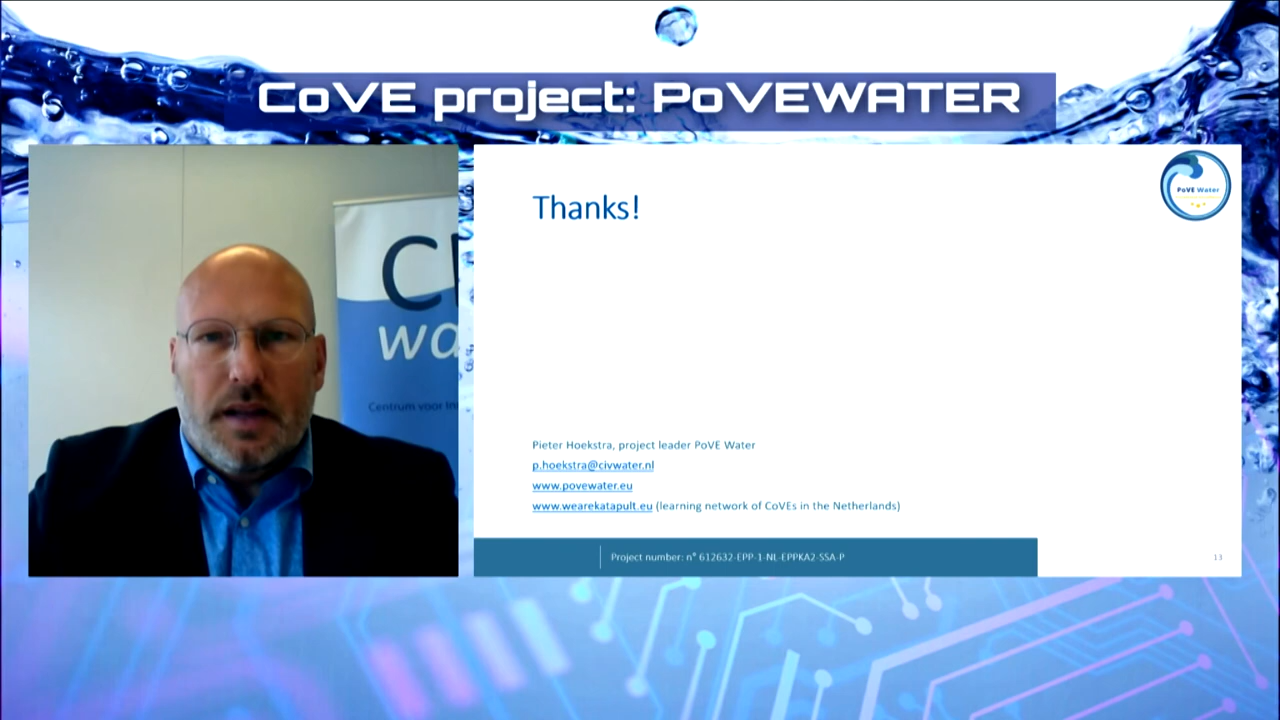 CoVE project: PoVEWATER
PoVE Water
Thanks!
Centrum voor
Pieter Hoekstra, project leader PoVE Water
p.hoekstra@civwater.nl
www.povewater.eu
www.wearekatapult.eu (learning network of CoVEs in the Netherlands)
Project number: n° 612632-EPP-1-NL-EPPKA2-SSA-P
13